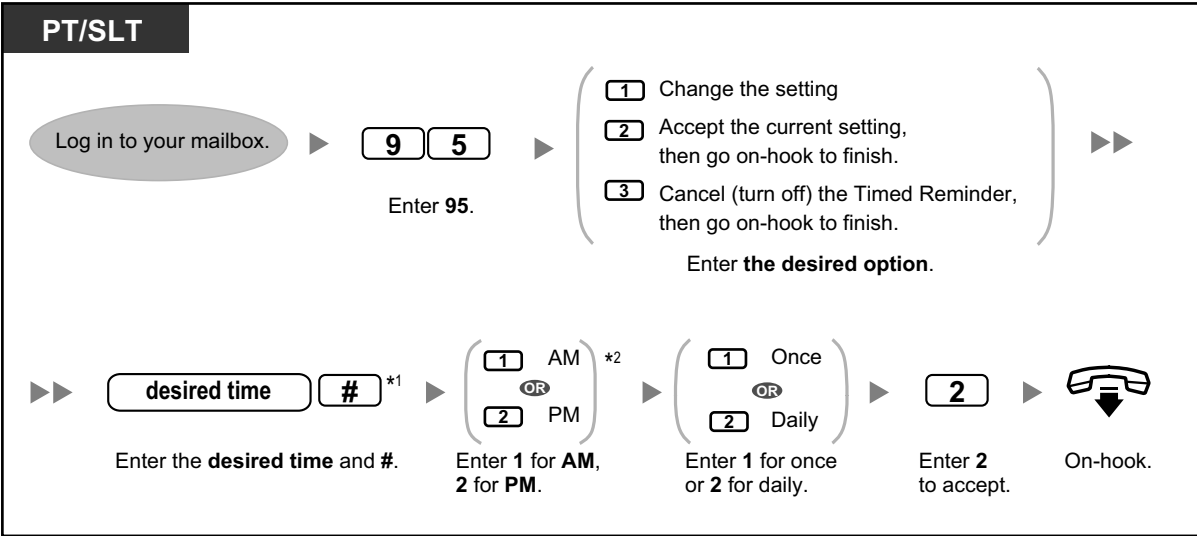 PT/SLT
Log in to your mailbox.
9 5
Enter 95.
1 Change the setting
2 Accept the current setting,
then go on-hook to finish.
3 Cancel (turn off) the Timed Reminder,
then go on-hook to finish.
Enter the desired option.
desired time # *1
Enter the desired time and #.
1 AM *2
OR
2 PM
Enter 1 for AM,
2 for PM.
1 Once
OR
2 Daily
Enter 1 for once
or 2 for daily.
2
Enter 2
to accept.
On-hook.